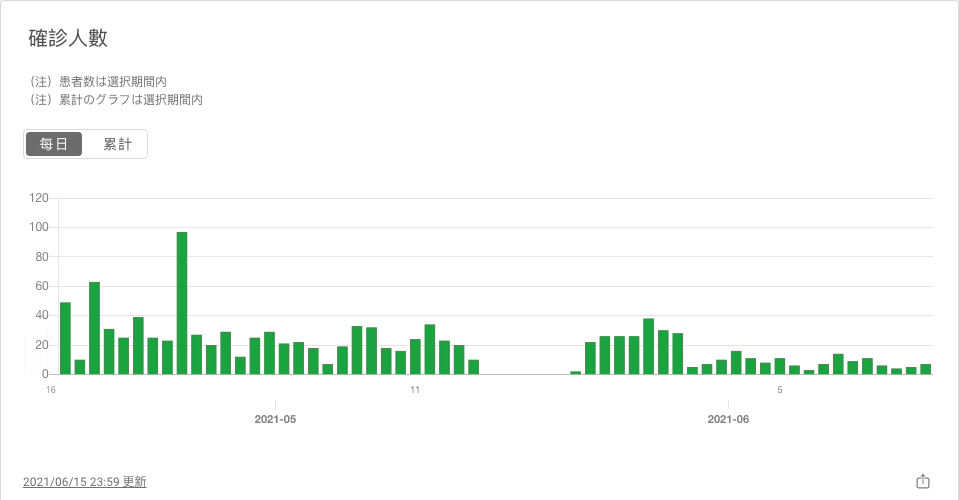 確診人數
（注）患者数は選択期間内
（注）累計のグラフは選択期間内
每日 累計
120
100
80
60
40
20
0
16 11 5
2021-05 2021-06
2021/06/15 23:59 更新